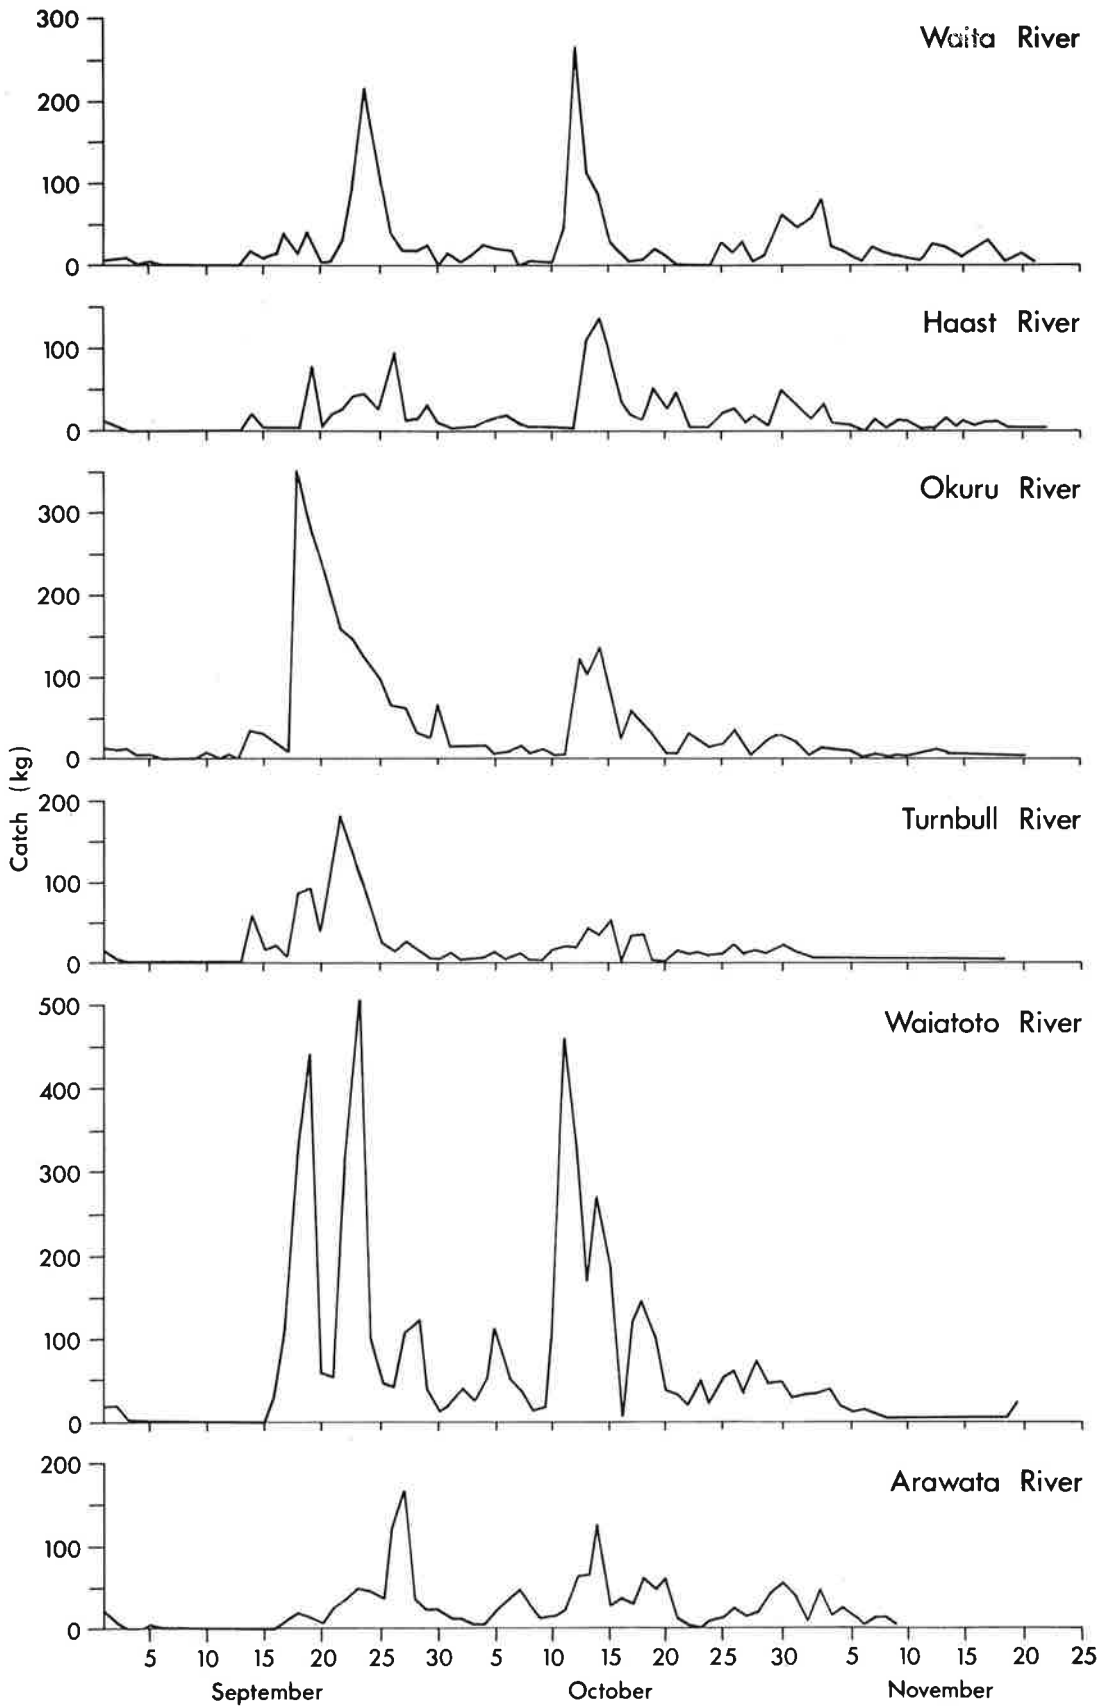 Waita River
300
200
100
0
Haast River
100
0
Okuru River
300
200
100
0
Catch (kg)
Turnbull River
200
100
0
Waiatoto River
500
400
300
200
100
0
Arawata River
200
100
0
5 10 15 20 25 30 5 10 15 20 25 30 5 10 15 20 25
September October November